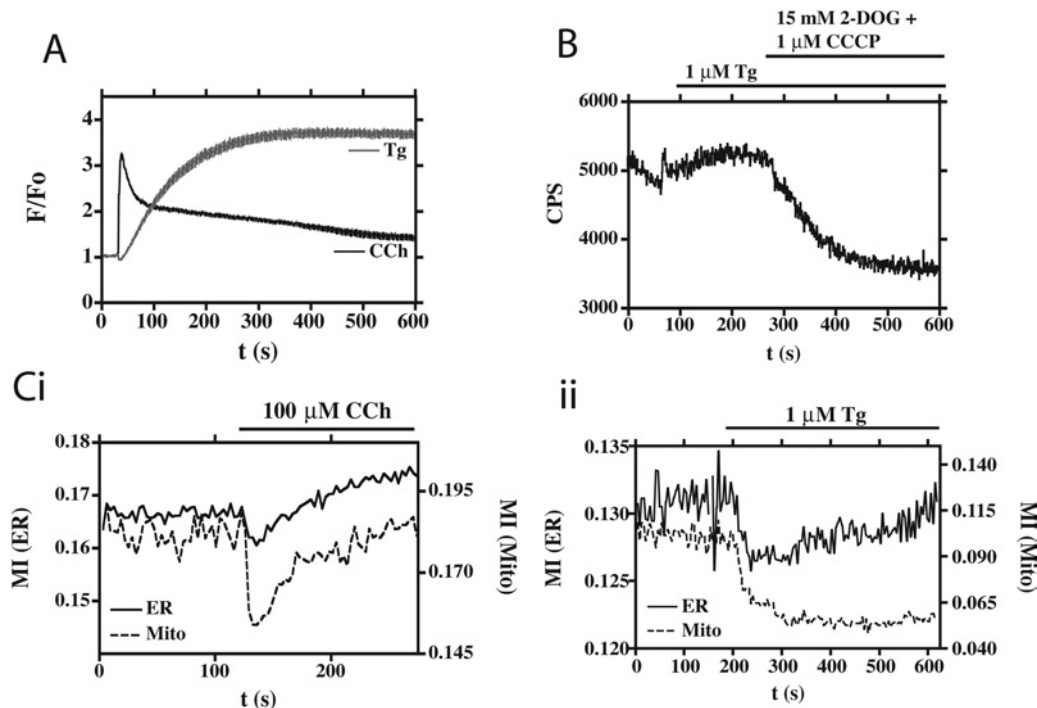 A
F/Fo
4
3
2
1
0
Tg
CCh
0 100 200 300 400 500 600
t (s)
B
15 mM 2-DOG +
1 µM CCCP
1 µM Tg
CPS
6000
5000
4000
3000
0 100 200 300 400 500 600
t (s)
Ci
100 µM CCh
MI (ER)
0.18
0.17
0.16
0.15
0.195
0.170
0.145
MI (Mito)
ER
Mito
0 100 200
t (s)
ii
1 µM Tg
MI (ER)
0.135
0.130
0.125
0.120
0.140
0.115
0.090
0.065
0.040
MI (Mito)
ER
Mito
0 100 200 300 400 500 600
t (s)